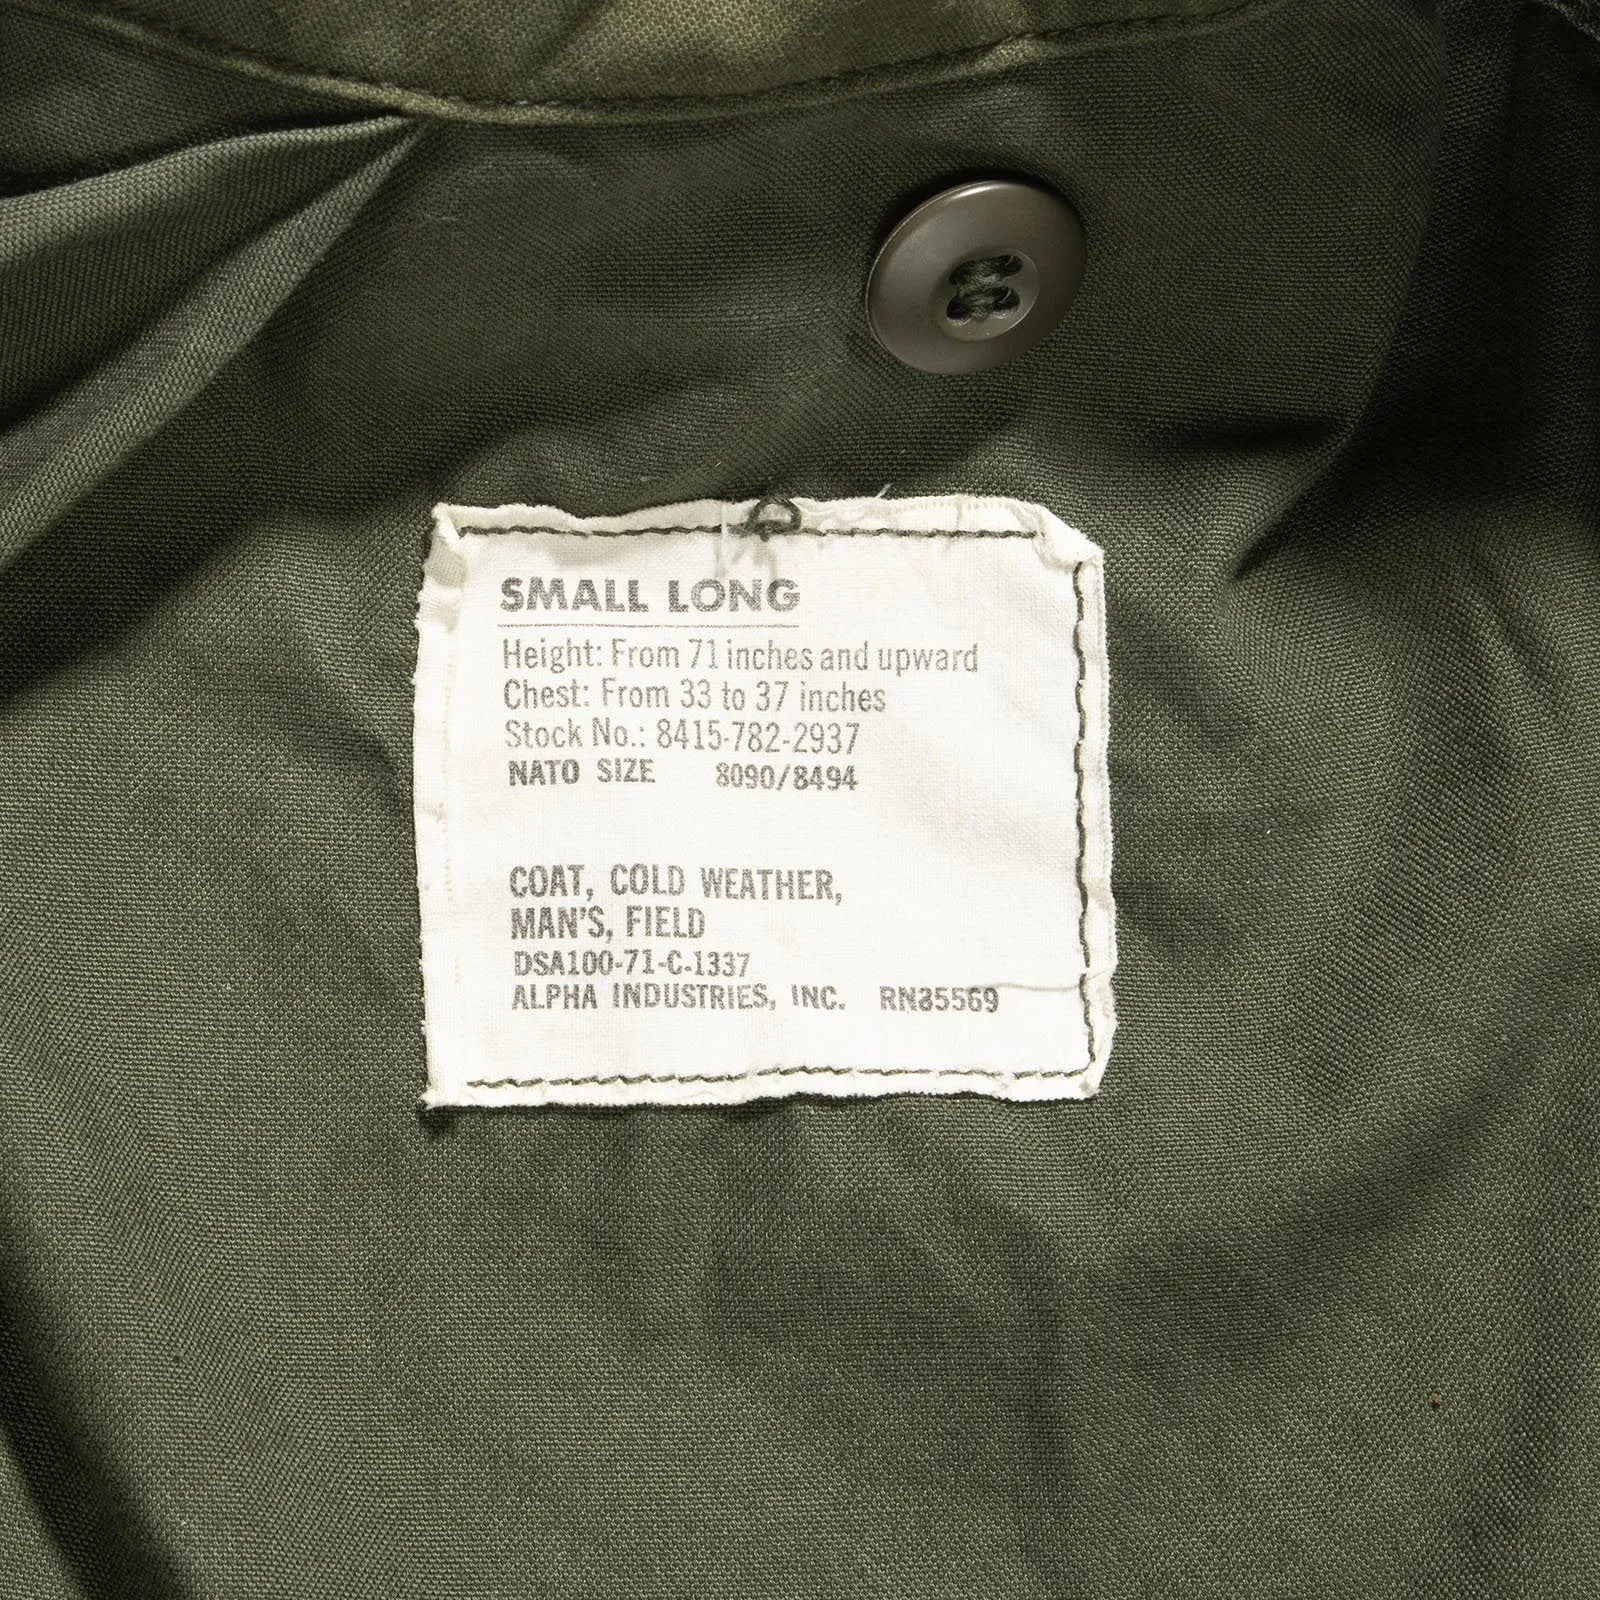 SMALL LONG
Height: From 71 inches and upward
Chest: From 33 to 37 inches
Stock No.: 8415-782-2937
NATO SIZE 8090/8494
COAT, COLD WEATHER,
MAN'S, FIELD
DSA100-71-C-1337
ALPHA INDUSTRIES, INC. RN35569